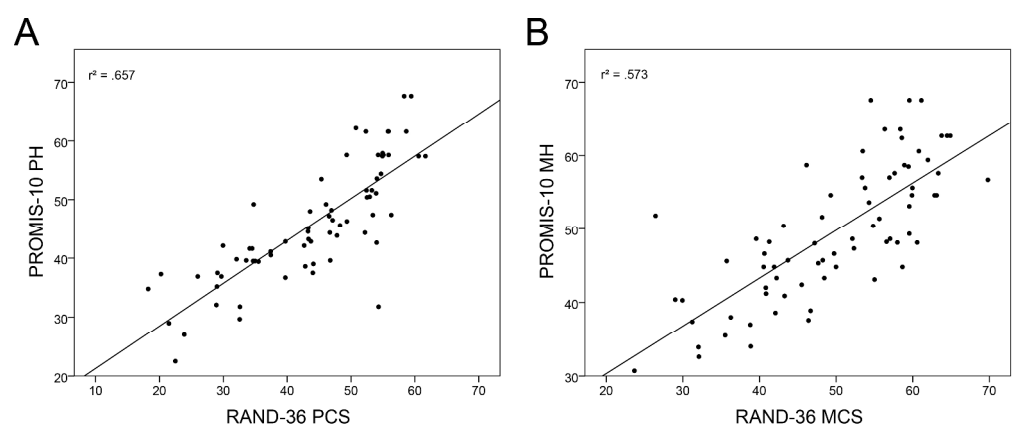 A
r² = .657
PROMIS-10 PH
70
60
50
40
30
20
10 20 30 40 50 60 70
RAND-36 PCS
B
r² = .573
PROMIS-10 MH
70
60
50
40
30
20 30 40 50 60 70
RAND-36 MCS